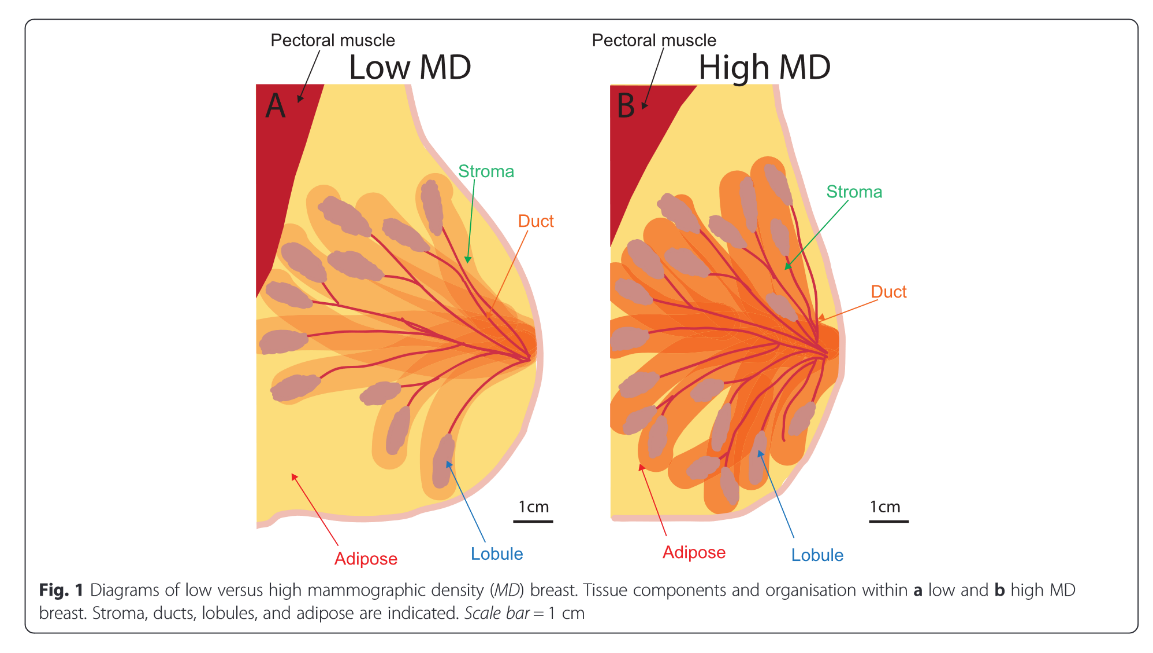 Pectoral muscle
Low MD
A
Stroma
Duct
1cm
Adipose
Lobule
Pectoral muscle
High MD
B
Stroma
Duct
1cm
Adipose
Lobule
Fig. 1 Diagrams of low versus high mammographic density (MD) breast. Tissue components and organisation within a low and b high MD
breast. Stroma, ducts, lobules, and adipose are indicated. Scale bar = 1 cm